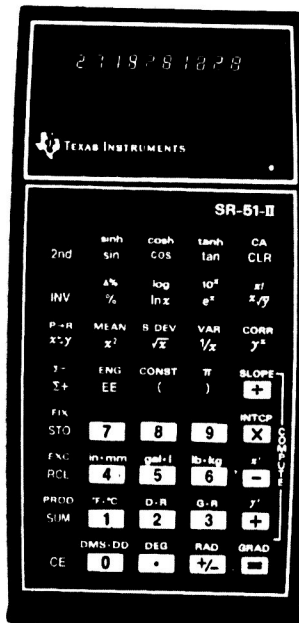 TEXAS INSTRUMENTS
SR-51-II
sinh cosh tanh CA
2nd sin cos tan CLR
Δ% log 10ˣ x!
INV % lnx eˣ ˣ√y
P→R MEAN S DEV VAR CORR
x:y x² √x 1/x yˣ
Σ- ENG CONST π SLOPE
Σ+ EE ( ) ÷
FIX INTCP
STO 7 8 9 X
EXC in-mm gal-l lb-kg x'
RCL 4 5 6 −
PROD °F-°C D-R G-R y'
SUM 1 2 3 +
DMS-DD DEG RAD GRAD
CE 0 . +/− =
COMPUTE